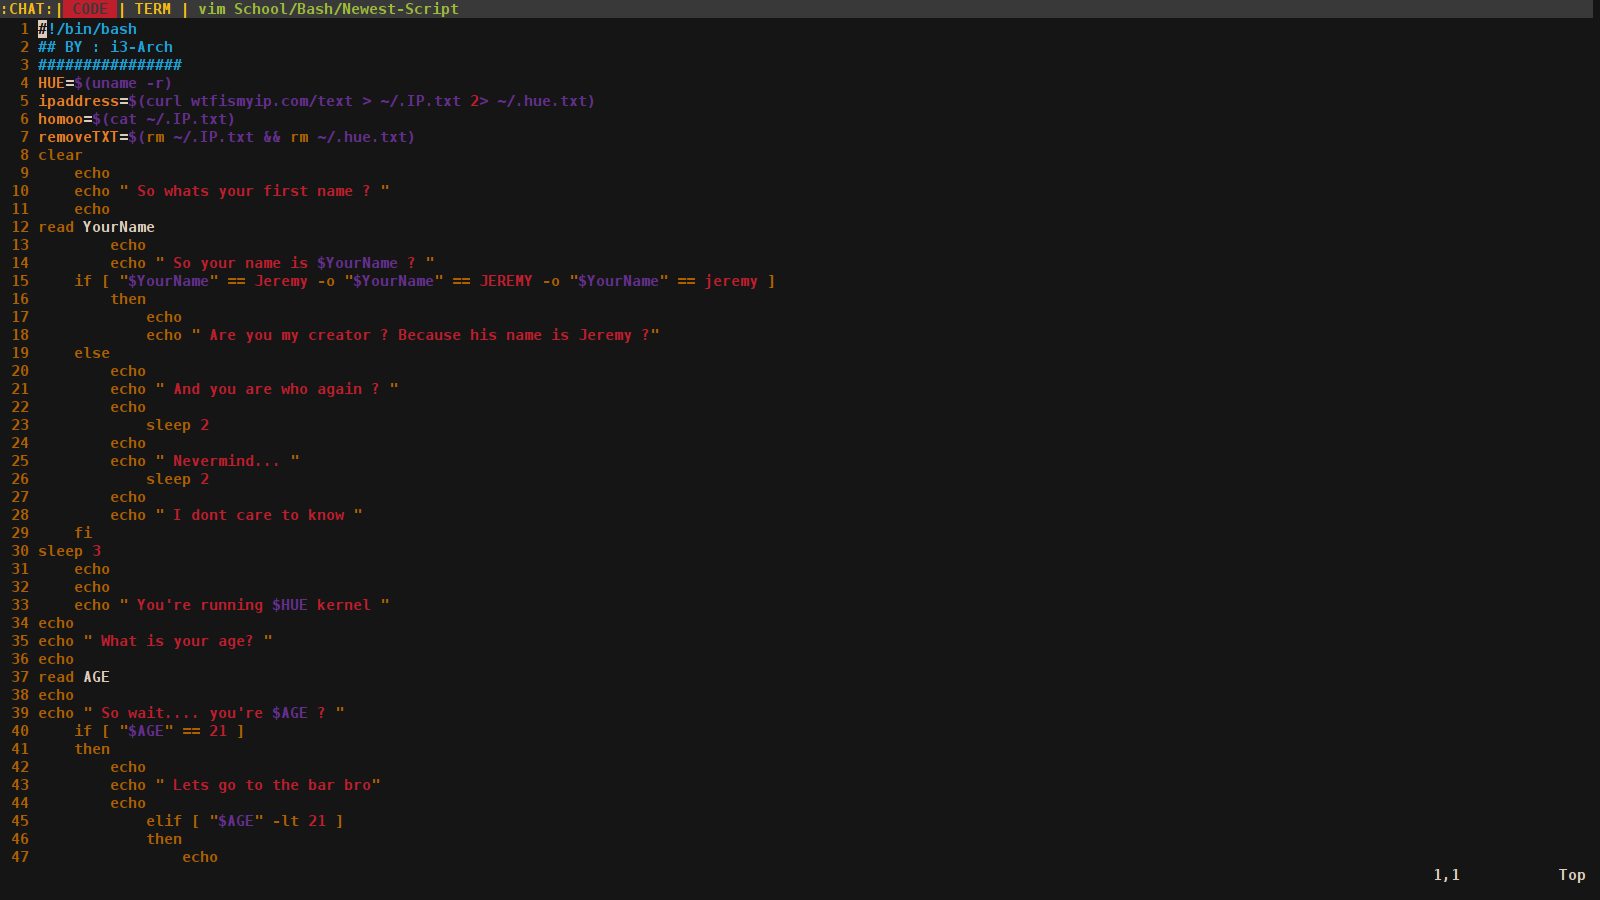 :CHAT:| CODE | TERM | vim School/Bash/Newest-Script
1 #!/bin/bash
2 ## BY : i3-Arch
3 ################
4 HUE=$(uname -r)
5 ipaddress=$(curl wtfismyip.com/text > ~/.IP.txt 2> ~/.hue.txt)
6 homoo=$(cat ~/.IP.txt)
7 removeTXT=$(rm ~/.IP.txt && rm ~/.hue.txt)
8 clear
9     echo
10     echo " So whats your first name ? "
11     echo
12 read YourName
13         echo
14         echo " So your name is $YourName ? "
15     if [ "$YourName" == Jeremy -o "$YourName" == JEREMY -o "$YourName" == jeremy ]
16         then
17             echo
18             echo " Are you my creator ? Because his name is Jeremy ?"
19     else
20         echo
21         echo " And you are who again ? "
22         echo
23             sleep 2
24         echo
25         echo " Nevermind... "
26             sleep 2
27         echo
28         echo " I dont care to know "
29     fi
30 sleep 3
31     echo
32     echo
33     echo " You're running $HUE kernel "
34 echo
35 echo " What is your age? "
36 echo
37 read AGE
38 echo
39 echo " So wait.... you're $AGE ? "
40     if [ "$AGE" == 21 ]
41     then
42         echo
43         echo " Lets go to the bar bro"
44         echo
45             elif [ "$AGE" -lt 21 ]
46             then
47                 echo
1,1 Top